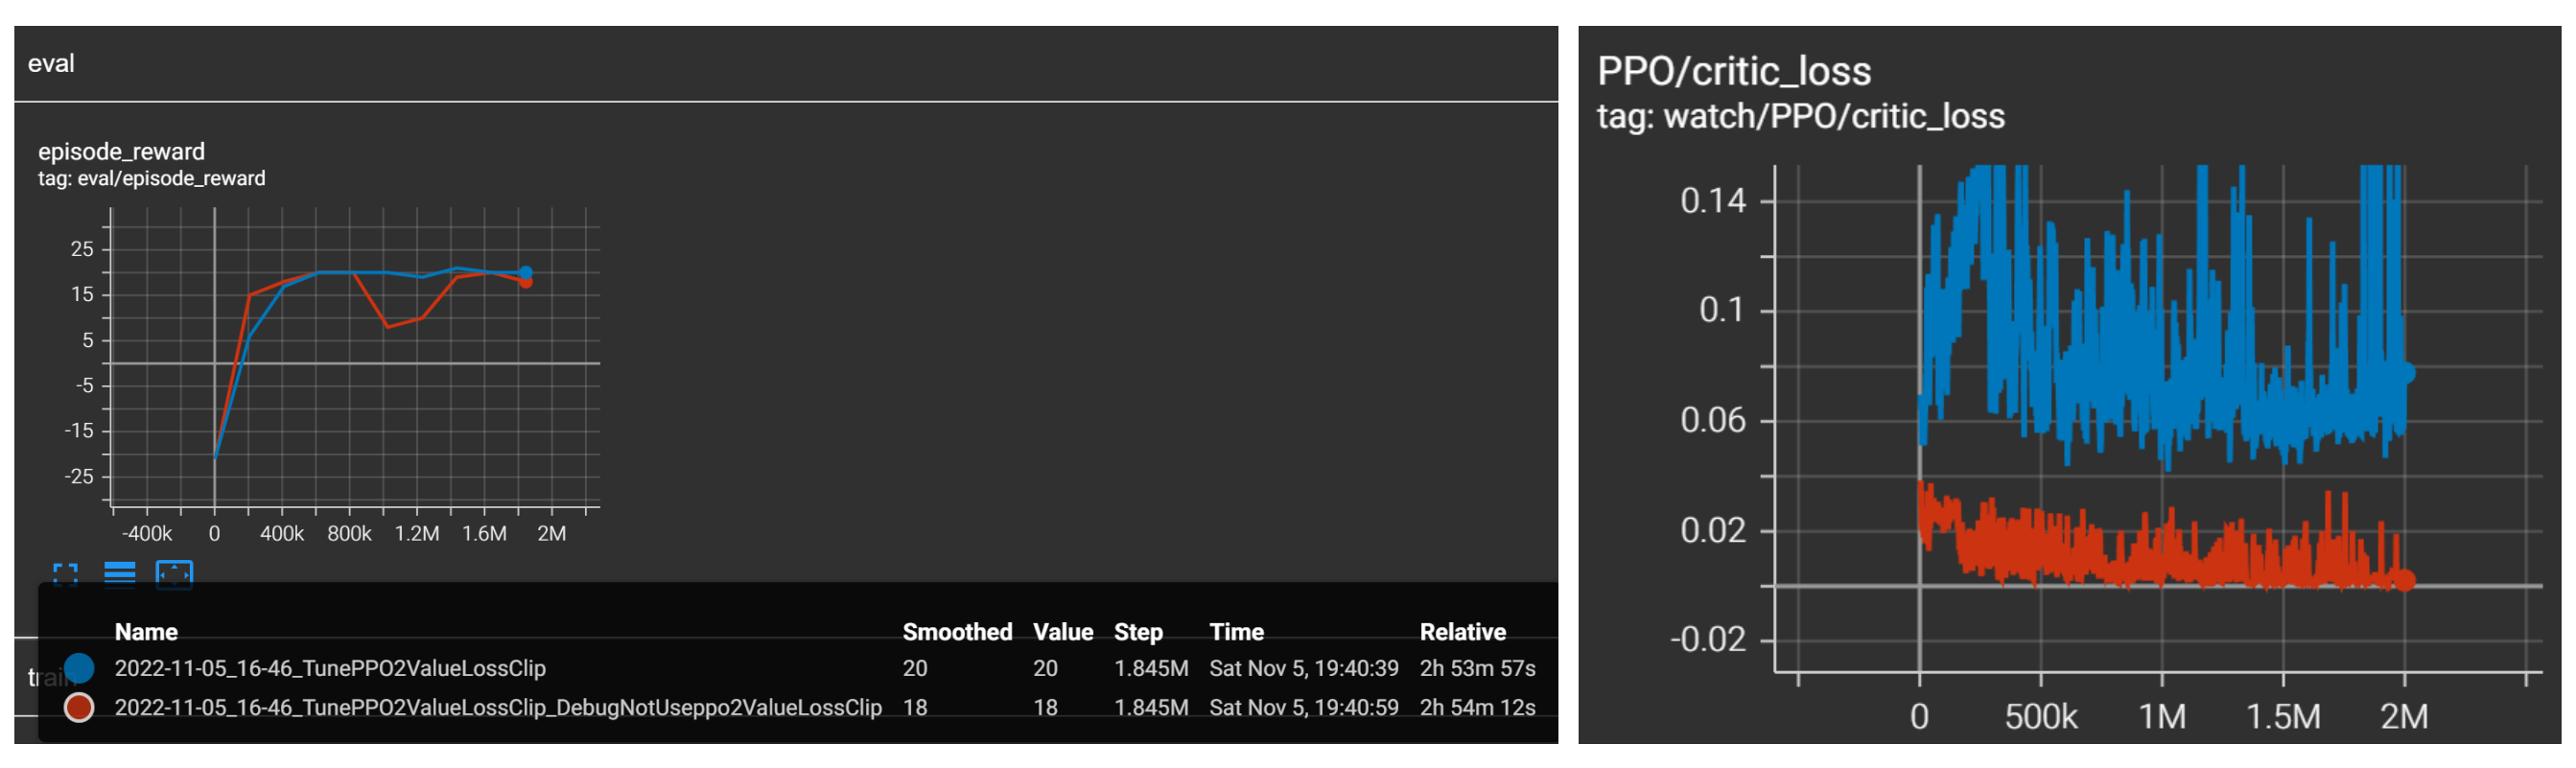 eval
episode_reward
tag: eval/episode_reward
25
15
5
-5
-15
-25
-400k 0 400k 800k 1.2M 1.6M 2M
Name Smoothed Value Step Time Relative
2022-11-05_16-46_TunePPO2ValueLossClip 20 20 1.845M Sat Nov 5, 19:40:39 2h 53m 57s
train
2022-11-05_16-46_TunePPO2ValueLossClip_DebugNotUseppo2ValueLossClip 18 18 1.845M Sat Nov 5, 19:40:59 2h 54m 12s
PPO/critic_loss
tag: watch/PPO/critic_loss
0.14
0.1
0.06
0.02
-0.02
0 500k 1M 1.5M 2M